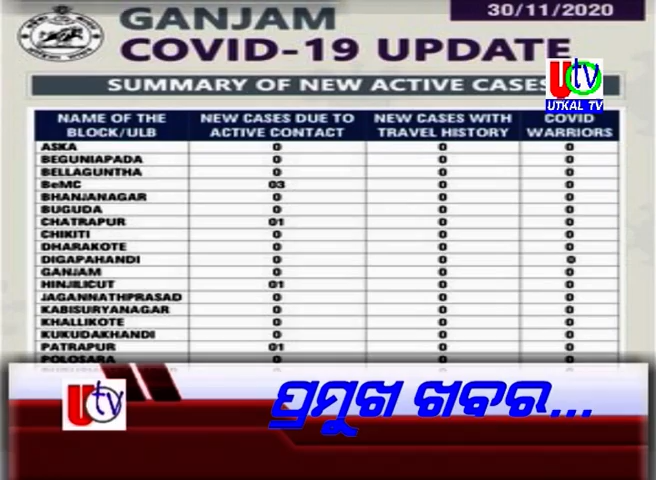 GANJAM
30/11/2020
COVID-19 UPDATE
SUMMARY OF NEW ACTIVE CASES
Utv
UTKAL TV
NAME OF THE BLOCK/ULB NEW CASES DUE TO ACTIVE CONTACT NEW CASES WITH TRAVEL HISTORY COVID WARRIORS
ASKA 0 0 0
BEGUNIAPADA 0 0 0
BELLAGUNTHA 0 0 0
BeMC 03 0 0
BHANJANAGAR 0 0 0
BUGUDA 0 0 0
CHATRAPUR 01 0 0
CHIKITI 0 0 0
DHARAKOTE 0 0 0
DIGAPAHANDI 0 0 0
GANJAM 0 0 0
HINJILICUT 01 0 0
JAGANNATHPRASAD 0 0 0
KABISURYANAGAR 0 0 0
KHALLIKOTE 0 0 0
KUKUDAKHANDI 0 0 0
PATRAPUR 01 0 0
POLOSARA 0 0 0
Utv
ପ୍ରମୁଖ ଖବର...